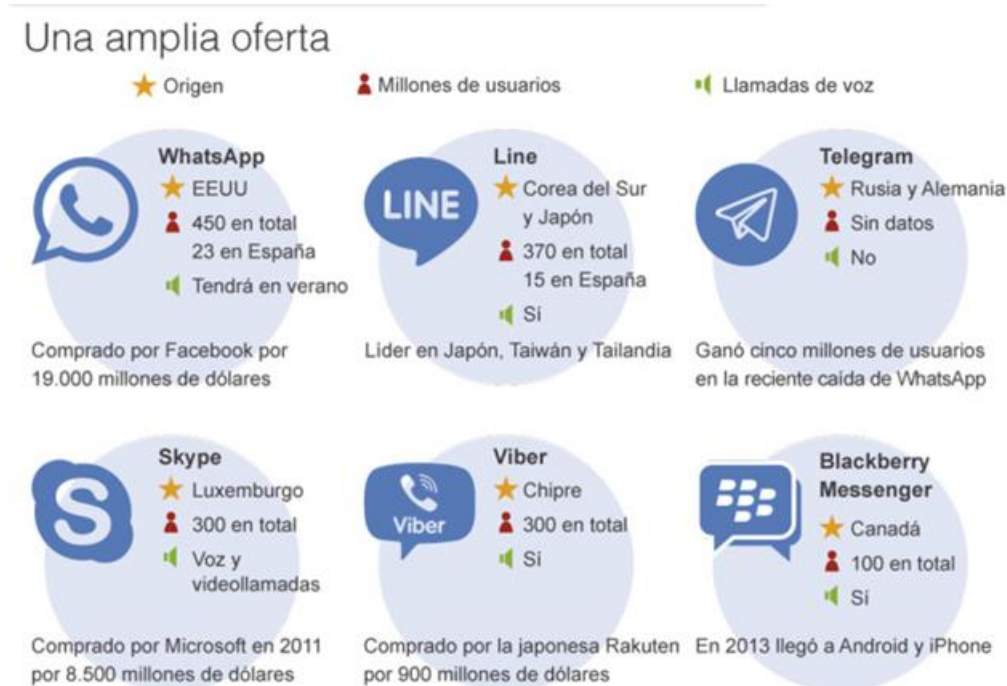 Una amplia oferta
Origen
Millones de usuarios
Llamadas de voz
WhatsApp
EEUU
450 en total
23 en España
Tendrá en verano
Comprado por Facebook por
19.000 millones de dólares
LINE
Line
Corea del Sur
y Japón
370 en total
15 en España
Sí
Líder en Japón, Taiwán y Tailandia
Telegram
Rusia y Alemania
Sin datos
No
Ganó cinco millones de usuarios
en la reciente caída de WhatsApp
S
Skype
Luxemburgo
300 en total
Voz y
videollamadas
Comprado por Microsoft en 2011
por 8.500 millones de dólares
Viber
Viber
Chipre
300 en total
Sí
Comprado por la japonesa Rakuten
por 900 millones de dólares
Blackberry
Messenger
Canadá
100 en total
Sí
En 2013 llegó a Android y iPhone